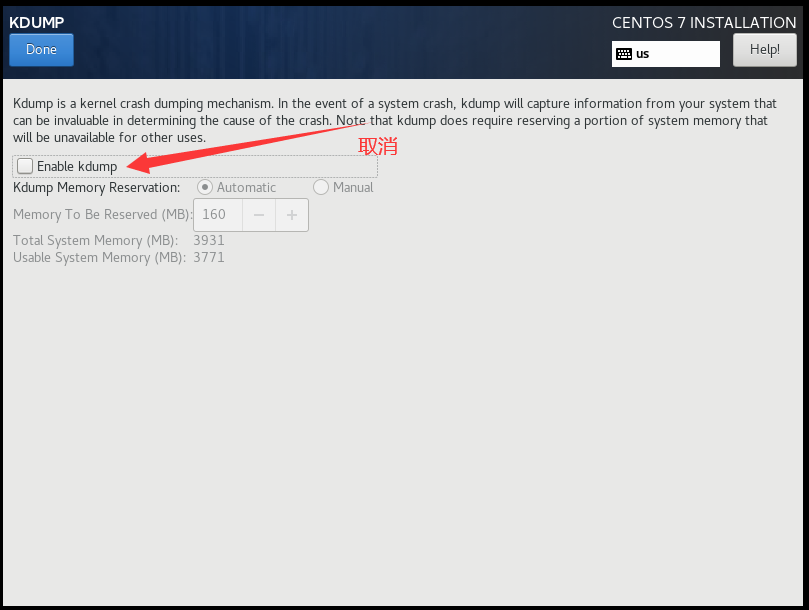 KDUMP
CENTOS 7 INSTALLATION
Done
us
Help!
Kdump is a kernel crash dumping mechanism. In the event of a system crash, kdump will capture information from your system that
can be invaluable in determining the cause of the crash. Note that kdump does require reserving a portion of system memory that
will be unavailable for other uses.
取消
Enable kdump
Kdump Memory Reservation: Automatic Manual
Memory To Be Reserved (MB): 160 − +
Total System Memory (MB): 3931
Usable System Memory (MB): 3771